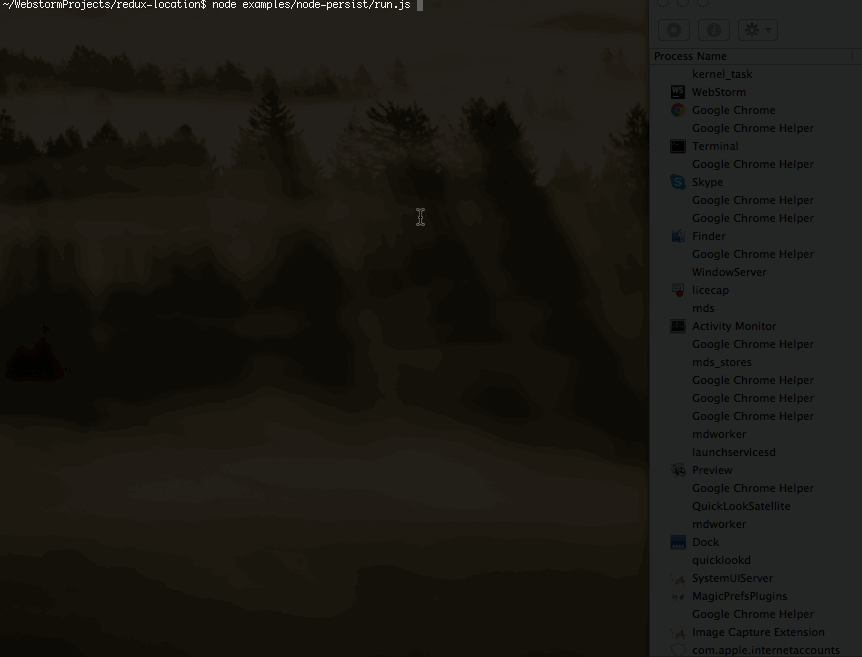 ~/WebstormProjects/redux-location$ node examples/node-persist/run.js
Process Name
kernel_task
WebStorm
Google Chrome
Google Chrome Helper
Terminal
Google Chrome Helper
Skype
Google Chrome Helper
Google Chrome Helper
Finder
Google Chrome Helper
WindowServer
licecap
mds
Activity Monitor
Google Chrome Helper
mds_stores
Google Chrome Helper
Google Chrome Helper
Google Chrome Helper
mdworker
launchservicesd
Preview
Google Chrome Helper
QuickLookSatellite
mdworker
Dock
quicklookd
SystemUIServer
MagicPrefsPlugins
Google Chrome Helper
Image Capture Extension
com.apple.internetaccounts